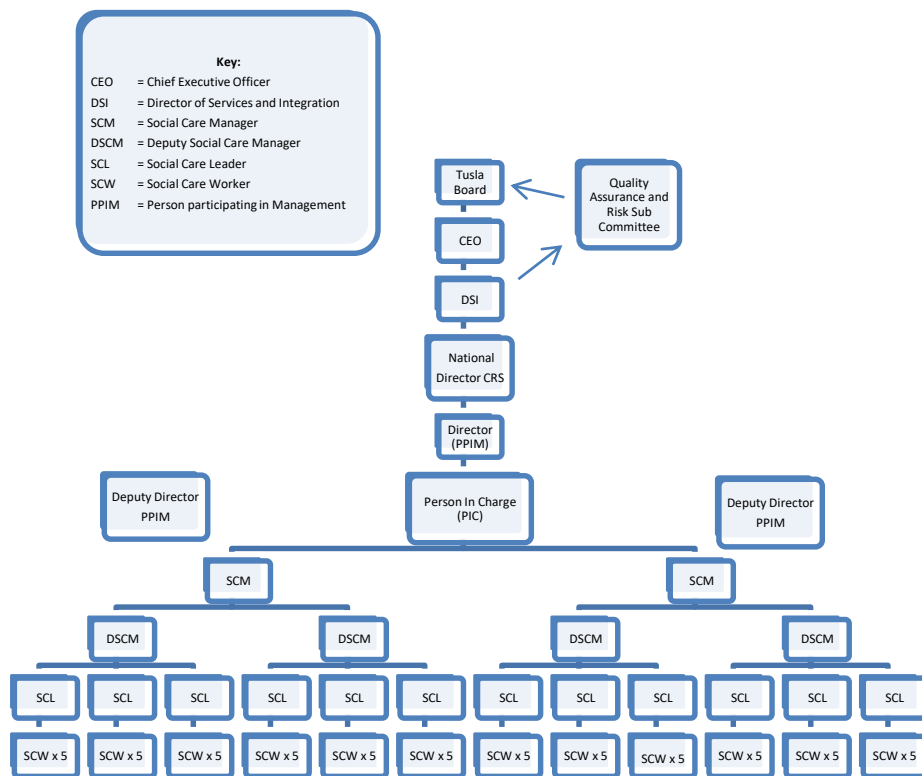 Key:
CEO = Chief Executive Officer
DSI = Director of Services and Integration
SCM = Social Care Manager
DSCM = Deputy Social Care Manager
SCL = Social Care Leader
SCW = Social Care Worker
PPIM = Person participating in Management
Tusla
Board
Quality
Assurance and
Risk Sub
Committee
CEO
DSI
National
Director CRS
Director
(PPIM)
Deputy Director
PPIM
Person In Charge
(PIC)
Deputy Director
PPIM
SCM
SCM
DSCM
DSCM
DSCM
DSCM
SCL
SCL
SCL
SCL
SCL
SCL
SCL
SCL
SCL
SCL
SCL
SCL
SCW x 5
SCW x 5
SCW x 5
SCW x 5
SCW x 5
SCW x 5
SCW x 5
SCW x 5
SCW x 5
SCW x 5
SCW x 5
SCW x 5